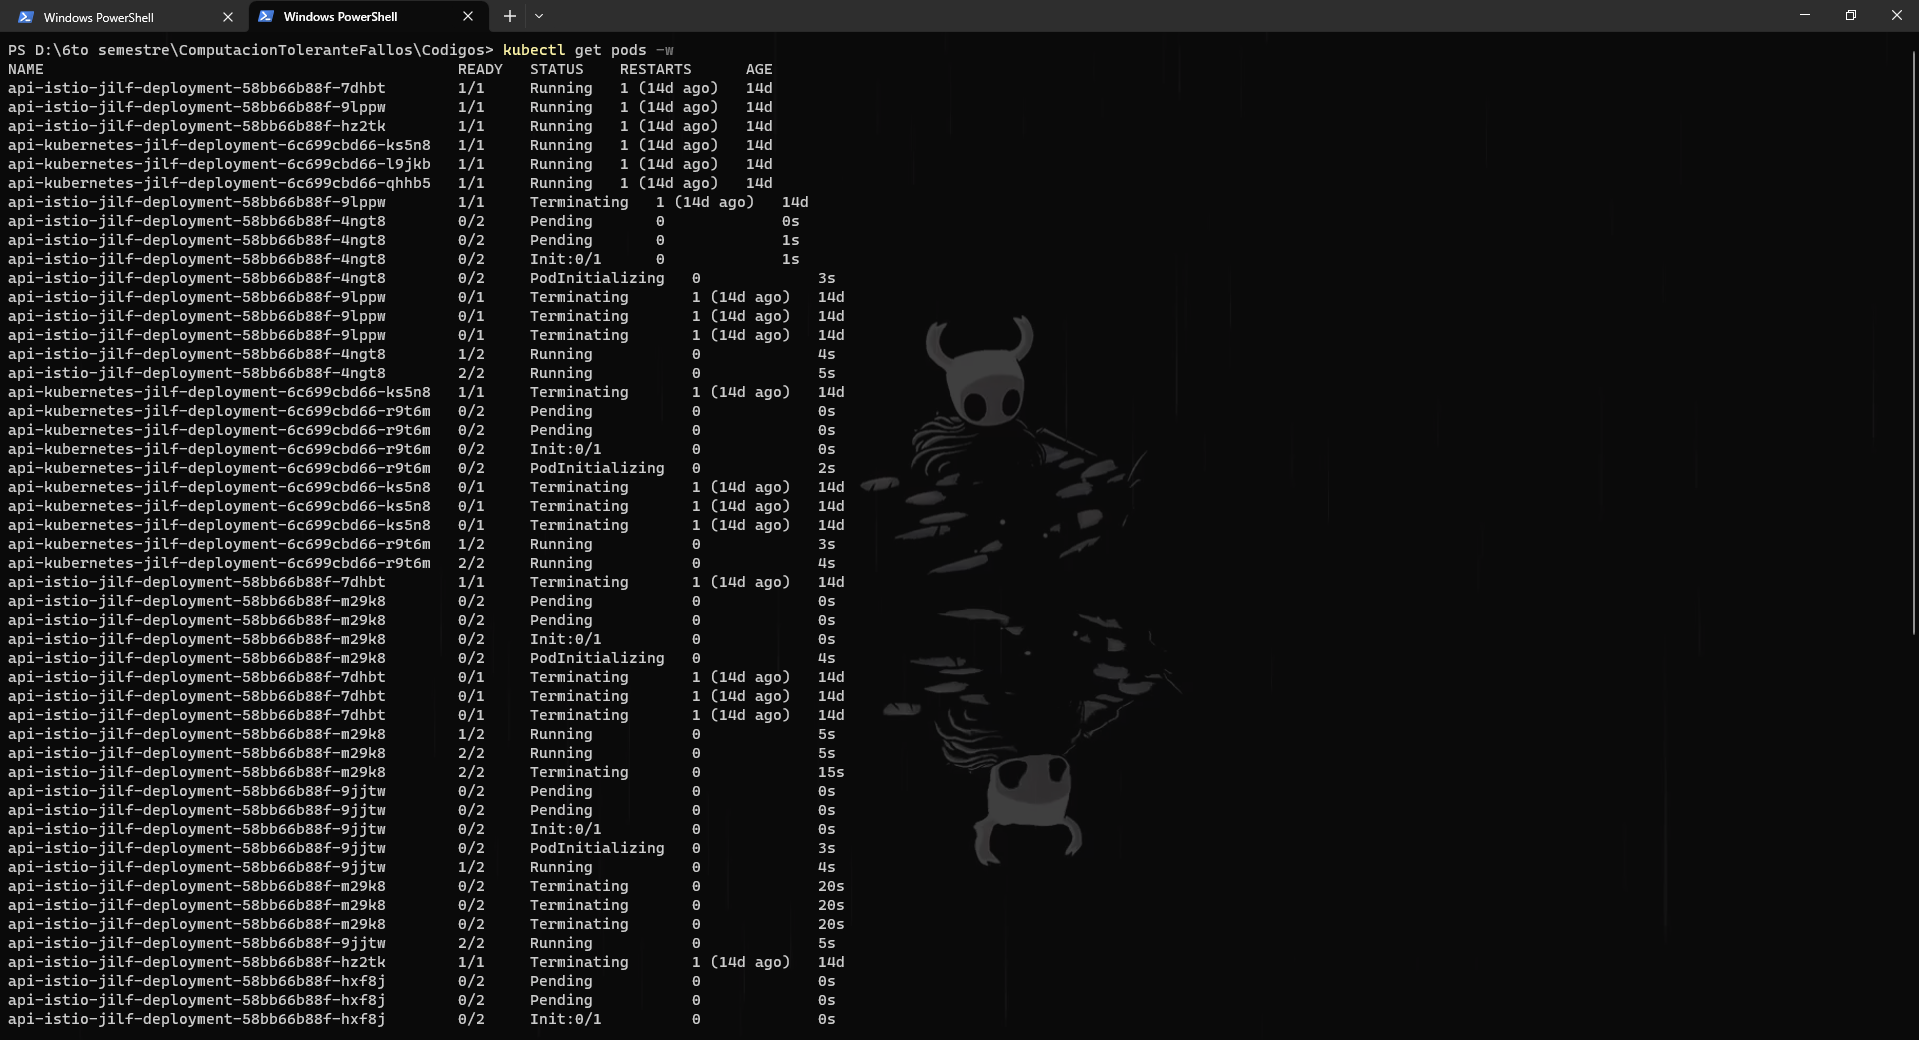 Windows PowerShell
Windows PowerShell
PS D:\6to semestre\ComputacionToleranteFallos\Codigos> kubectl get pods -w
NAME READY STATUS RESTARTS AGE
api-istio-jilf-deployment-58bb66b88f-7dhbt 1/1 Running 1 (14d ago) 14d
api-istio-jilf-deployment-58bb66b88f-9lppw 1/1 Running 1 (14d ago) 14d
api-istio-jilf-deployment-58bb66b88f-hz2tk 1/1 Running 1 (14d ago) 14d
api-kubernetes-jilf-deployment-6c699cbd66-ks5n8 1/1 Running 1 (14d ago) 14d
api-kubernetes-jilf-deployment-6c699cbd66-l9jkb 1/1 Running 1 (14d ago) 14d
api-kubernetes-jilf-deployment-6c699cbd66-qhhb5 1/1 Running 1 (14d ago) 14d
api-istio-jilf-deployment-58bb66b88f-9lppw 1/1 Terminating 1 (14d ago) 14d
api-istio-jilf-deployment-58bb66b88f-4ngt8 0/2 Pending 0 0s
api-istio-jilf-deployment-58bb66b88f-4ngt8 0/2 Pending 0 1s
api-istio-jilf-deployment-58bb66b88f-4ngt8 0/2 Init:0/1 0 1s
api-istio-jilf-deployment-58bb66b88f-4ngt8 0/2 PodInitializing 0 3s
api-istio-jilf-deployment-58bb66b88f-9lppw 0/1 Terminating 1 (14d ago) 14d
api-istio-jilf-deployment-58bb66b88f-9lppw 0/1 Terminating 1 (14d ago) 14d
api-istio-jilf-deployment-58bb66b88f-9lppw 0/1 Terminating 1 (14d ago) 14d
api-istio-jilf-deployment-58bb66b88f-4ngt8 1/2 Running 0 4s
api-istio-jilf-deployment-58bb66b88f-4ngt8 2/2 Running 0 5s
api-kubernetes-jilf-deployment-6c699cbd66-ks5n8 1/1 Terminating 1 (14d ago) 14d
api-kubernetes-jilf-deployment-6c699cbd66-r9t6m 0/2 Pending 0 0s
api-kubernetes-jilf-deployment-6c699cbd66-r9t6m 0/2 Pending 0 0s
api-kubernetes-jilf-deployment-6c699cbd66-r9t6m 0/2 Init:0/1 0 0s
api-kubernetes-jilf-deployment-6c699cbd66-r9t6m 0/2 PodInitializing 0 2s
api-kubernetes-jilf-deployment-6c699cbd66-ks5n8 0/1 Terminating 1 (14d ago) 14d
api-kubernetes-jilf-deployment-6c699cbd66-ks5n8 0/1 Terminating 1 (14d ago) 14d
api-kubernetes-jilf-deployment-6c699cbd66-ks5n8 0/1 Terminating 1 (14d ago) 14d
api-kubernetes-jilf-deployment-6c699cbd66-r9t6m 1/2 Running 0 3s
api-kubernetes-jilf-deployment-6c699cbd66-r9t6m 2/2 Running 0 4s
api-istio-jilf-deployment-58bb66b88f-7dhbt 1/1 Terminating 1 (14d ago) 14d
api-istio-jilf-deployment-58bb66b88f-m29k8 0/2 Pending 0 0s
api-istio-jilf-deployment-58bb66b88f-m29k8 0/2 Pending 0 0s
api-istio-jilf-deployment-58bb66b88f-m29k8 0/2 Init:0/1 0 0s
api-istio-jilf-deployment-58bb66b88f-m29k8 0/2 PodInitializing 0 4s
api-istio-jilf-deployment-58bb66b88f-7dhbt 0/1 Terminating 1 (14d ago) 14d
api-istio-jilf-deployment-58bb66b88f-7dhbt 0/1 Terminating 1 (14d ago) 14d
api-istio-jilf-deployment-58bb66b88f-7dhbt 0/1 Terminating 1 (14d ago) 14d
api-istio-jilf-deployment-58bb66b88f-m29k8 1/2 Running 0 5s
api-istio-jilf-deployment-58bb66b88f-m29k8 2/2 Running 0 5s
api-istio-jilf-deployment-58bb66b88f-m29k8 2/2 Terminating 0 15s
api-istio-jilf-deployment-58bb66b88f-9jjtw 0/2 Pending 0 0s
api-istio-jilf-deployment-58bb66b88f-9jjtw 0/2 Pending 0 0s
api-istio-jilf-deployment-58bb66b88f-9jjtw 0/2 Init:0/1 0 0s
api-istio-jilf-deployment-58bb66b88f-9jjtw 0/2 PodInitializing 0 3s
api-istio-jilf-deployment-58bb66b88f-9jjtw 1/2 Running 0 4s
api-istio-jilf-deployment-58bb66b88f-m29k8 0/2 Terminating 0 20s
api-istio-jilf-deployment-58bb66b88f-m29k8 0/2 Terminating 0 20s
api-istio-jilf-deployment-58bb66b88f-m29k8 0/2 Terminating 0 20s
api-istio-jilf-deployment-58bb66b88f-9jjtw 2/2 Running 0 5s
api-istio-jilf-deployment-58bb66b88f-hz2tk 1/1 Terminating 1 (14d ago) 14d
api-istio-jilf-deployment-58bb66b88f-hxf8j 0/2 Pending 0 0s
api-istio-jilf-deployment-58bb66b88f-hxf8j 0/2 Pending 0 0s
api-istio-jilf-deployment-58bb66b88f-hxf8j 0/2 Init:0/1 0 0s